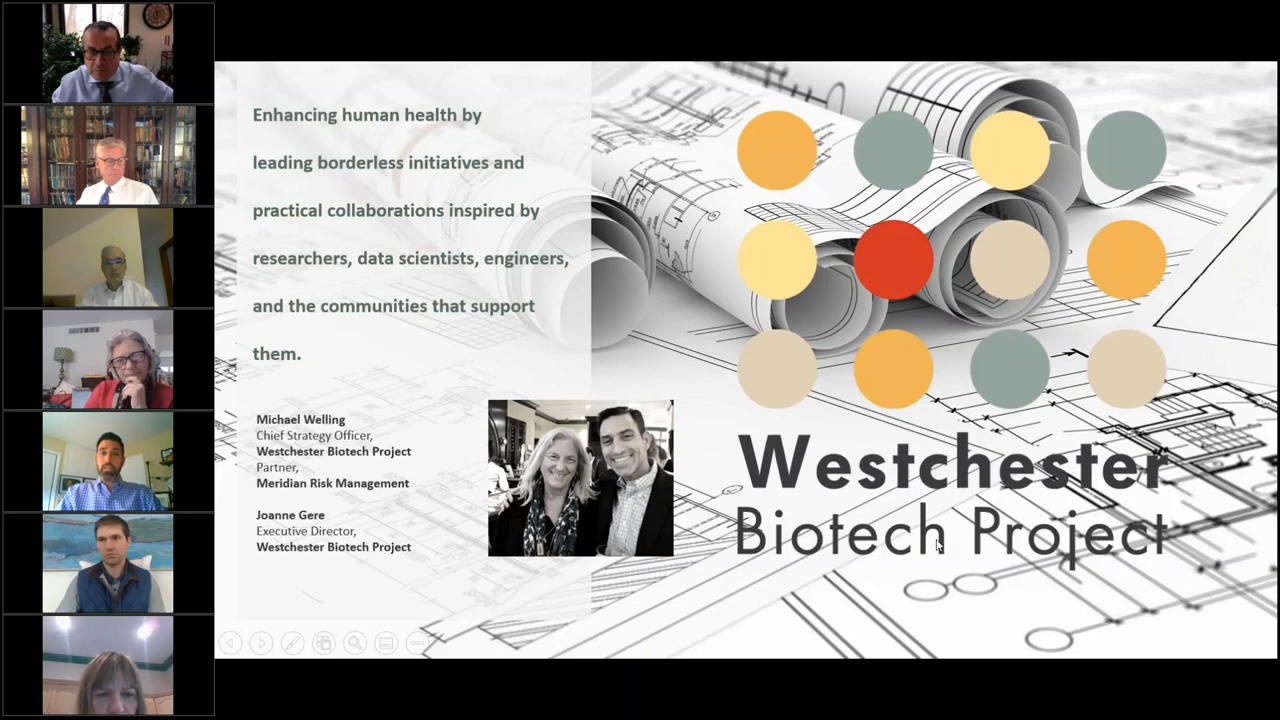 Enhancing human health by
leading borderless initiatives and
practical collaborations inspired by
researchers, data scientists, engineers,
and the communities that support
them.
Michael Welling
Chief Strategy Officer,
Westchester Biotech Project
Partner,
Meridian Risk Management
Joanne Gere
Executive Director,
Westchester Biotech Project
Westchester
Biotech Project